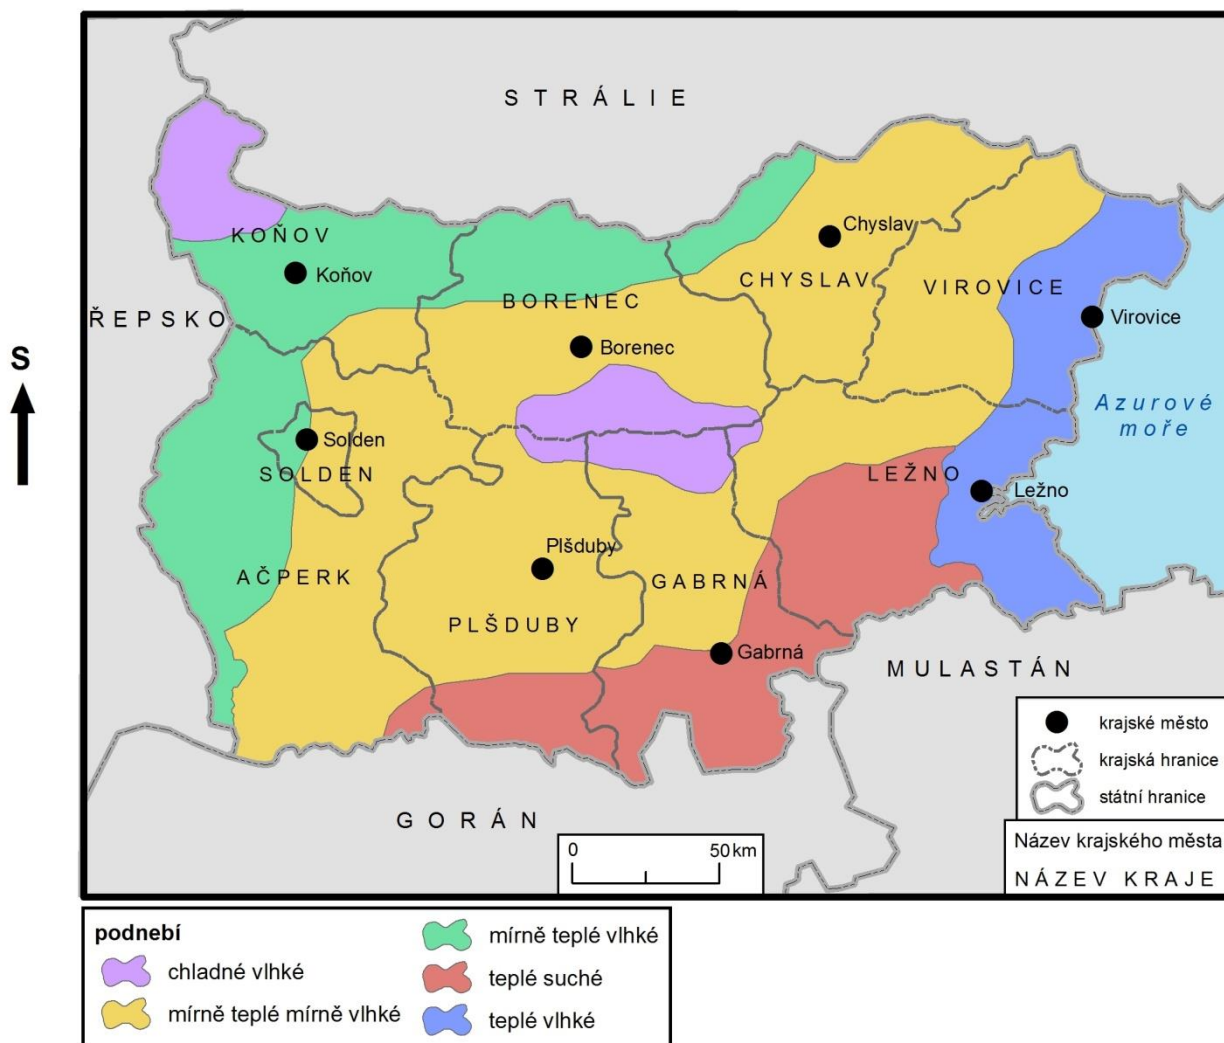 STRÁLIE
Chyslav
KOŇOV
Koňov
CHYSLAV
VIROVICE
BORENEC
ŘEPSKO
Virovice
Borenec
S
Azurové
moře
Solden
SOLDEN
LEŽNO
Ležno
Plšduby
AČPERK
GABRNÁ
PLŠDUBY
Gabrná
MULASTÁN
GORÁN
0 50 km
krajské město
krajská hranice
státní hranice
Název krajského města
NÁZEV KRAJE
podnebí
chladné vlhké
mírně teplé mírně vlhké
mírně teplé vlhké
teplé suché
teplé vlhké